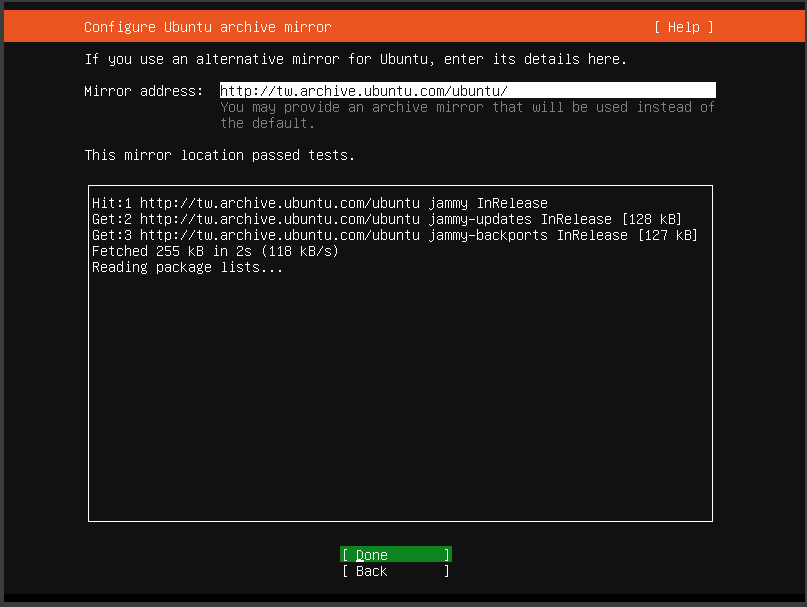 Configure Ubuntu archive mirror [ Help ]
If you use an alternative mirror for Ubuntu, enter its details here.
Mirror address: http://tw.archive.ubuntu.com/ubuntu/
You may provide an archive mirror that will be used instead of
the default.
This mirror location passed tests.
Hit:1 http://tw.archive.ubuntu.com/ubuntu jammy InRelease
Get:2 http://tw.archive.ubuntu.com/ubuntu jammy-updates InRelease [128 kB]
Get:3 http://tw.archive.ubuntu.com/ubuntu jammy-backports InRelease [127 kB]
Fetched 255 kB in 2s (118 kB/s)
Reading package lists...
[ Done ]
[ Back ]